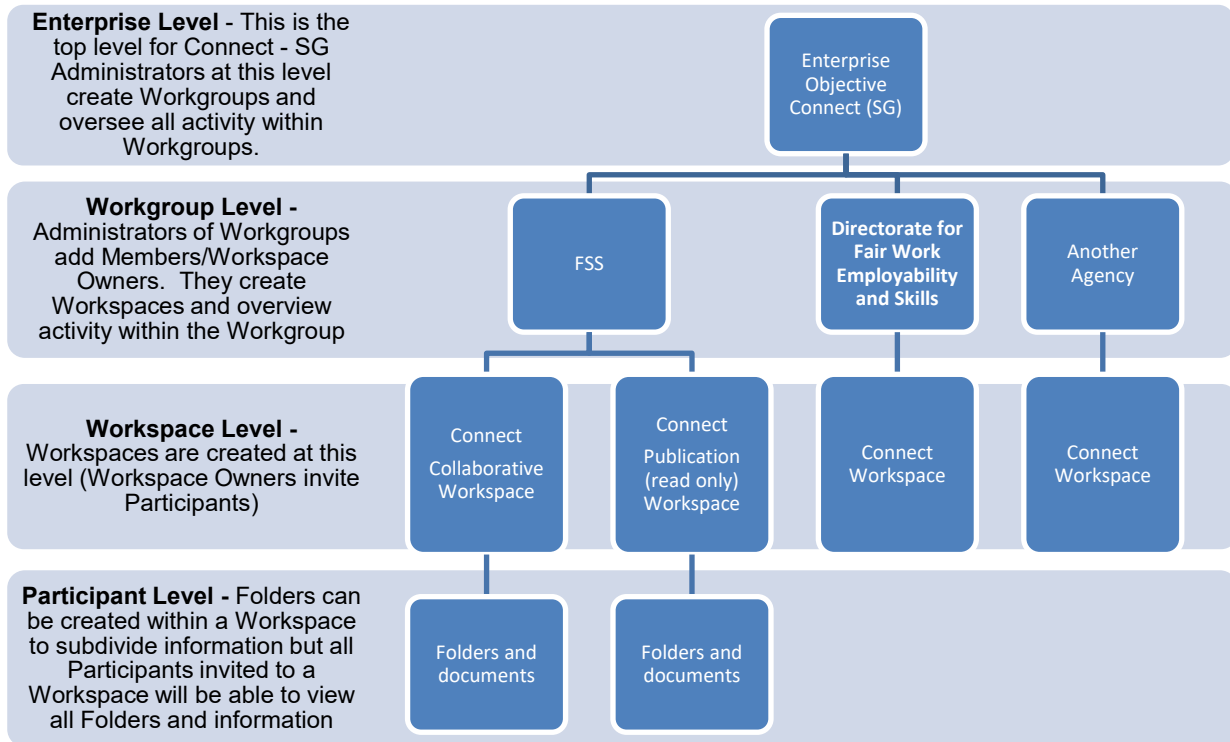 Enterprise Level - This is the
top level for Connect - SG
Administrators at this level
create Workgroups and
oversee all activity within
Workgroups.
Enterprise
Objective
Connect (SG)
Workgroup Level -
Administrators of Workgroups
add Members/Workspace
Owners.  They create
Workspaces and overview
activity within the Workgroup
FSS
Directorate for
Fair Work
Employability
and Skills
Another
Agency
Workspace Level -
Workspaces are created at this
level (Workspace Owners invite
Participants)
Connect
Collaborative
Workspace
Connect
Publication
(read only)
Workspace
Connect
Workspace
Connect
Workspace
Participant Level - Folders can
be created within a Workspace
to subdivide information but all
Participants invited to a
Workspace will be able to view
all Folders and information
Folders and
documents
Folders and
documents